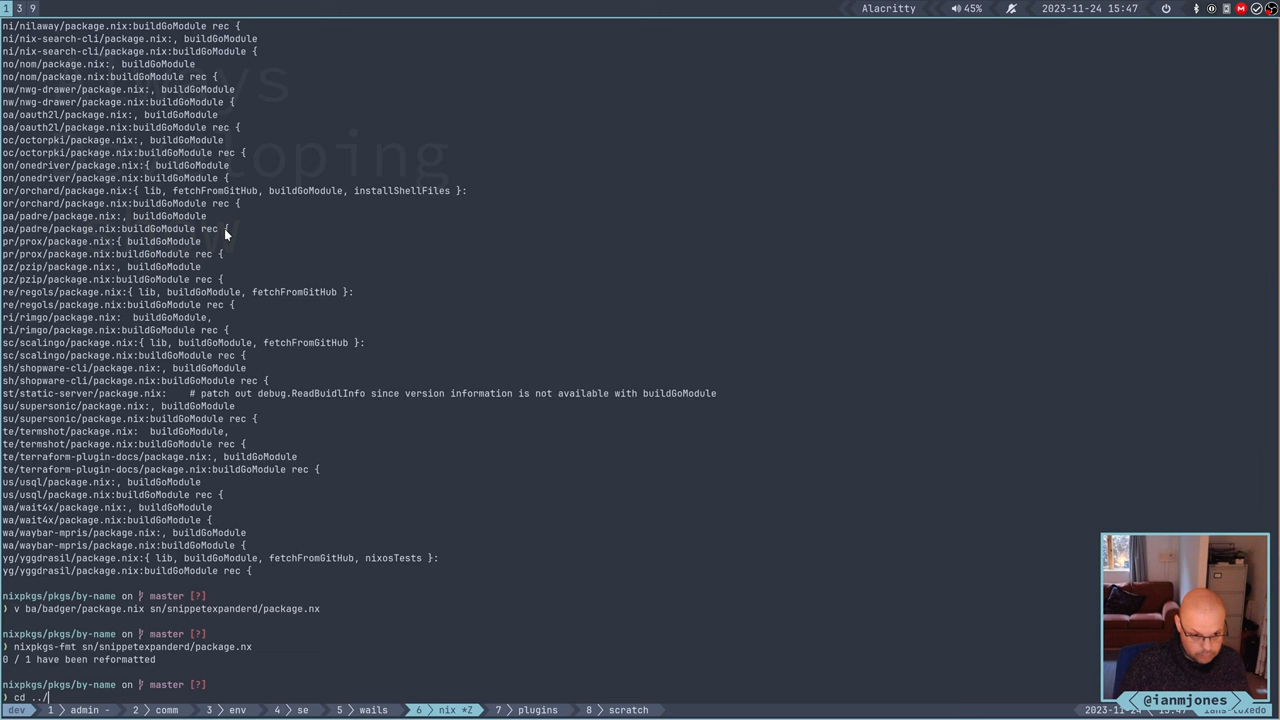 1 3 9
Alacritty 45% 2023-11-24 15:47
ni/nilaway/package.nix:buildGoModule rec {
ni/nix-search-cli/package.nix:, buildGoModule
ni/nix-search-cli/package.nix:buildGoModule {
no/nom/package.nix:, buildGoModule
no/nom/package.nix:buildGoModule rec {
nw/nwg-drawer/package.nix:, buildGoModule
nw/nwg-drawer/package.nix:buildGoModule {
oa/oauth2l/package.nix:, buildGoModule
oa/oauth2l/package.nix:buildGoModule rec {
oc/octorpki/package.nix:, buildGoModule
oc/octorpki/package.nix:buildGoModule rec {
on/onedriver/package.nix:{ buildGoModule
on/onedriver/package.nix:buildGoModule {
or/orchard/package.nix:{ lib, fetchFromGitHub, buildGoModule, installShellFiles }:
or/orchard/package.nix:buildGoModule rec {
pa/padre/package.nix:, buildGoModule
pa/padre/package.nix:buildGoModule rec {
pr/prox/package.nix:{ buildGoModule
pr/prox/package.nix:buildGoModule rec {
pz/pzip/package.nix:, buildGoModule
pz/pzip/package.nix:buildGoModule rec {
re/regols/package.nix:{ lib, buildGoModule, fetchFromGitHub }:
re/regols/package.nix:buildGoModule rec {
ri/rimgo/package.nix:  buildGoModule,
ri/rimgo/package.nix:buildGoModule rec {
sc/scalingo/package.nix:{ lib, buildGoModule, fetchFromGitHub }:
sc/scalingo/package.nix:buildGoModule rec {
sh/shopware-cli/package.nix:, buildGoModule
sh/shopware-cli/package.nix:buildGoModule rec {
st/static-server/package.nix:    # patch out debug.ReadBuidlInfo since version information is not available with buildGoModule
su/supersonic/package.nix:, buildGoModule
su/supersonic/package.nix:buildGoModule rec {
te/termshot/package.nix:  buildGoModule,
te/termshot/package.nix:buildGoModule rec {
te/terraform-plugin-docs/package.nix:, buildGoModule
te/terraform-plugin-docs/package.nix:buildGoModule rec {
us/usql/package.nix:, buildGoModule
us/usql/package.nix:buildGoModule rec {
wa/wait4x/package.nix:, buildGoModule
wa/wait4x/package.nix:buildGoModule {
wa/waybar-mpris/package.nix:, buildGoModule
wa/waybar-mpris/package.nix:buildGoModule {
yg/yggdrasil/package.nix:{ lib, buildGoModule, fetchFromGitHub, nixosTests }:
yg/yggdrasil/package.nix:buildGoModule rec {
nixpkgs/pkgs/by-name on master [?]
❯ v ba/badger/package.nix sn/snippetexpanderd/package.nx
nixpkgs/pkgs/by-name on master [?]
❯ nixpkgs-fmt sn/snippetexpanderd/package.nx
0 / 1 have been reformatted
nixpkgs/pkgs/by-name on master [?]
❯ cd ../
@ianmjones
dev 1 admin - 2 comm 3 env 4 se 5 wails 6 nix *Z 7 plugins 8 scratch